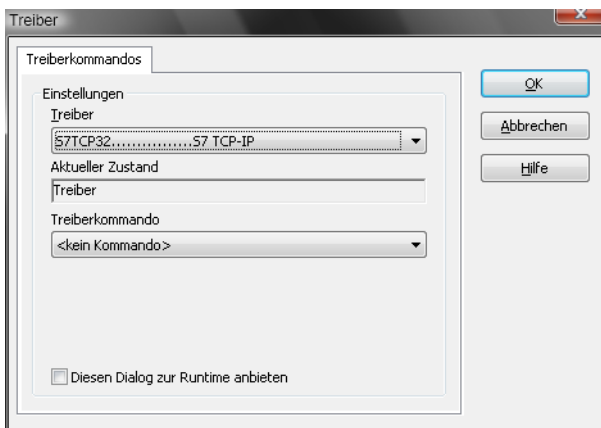 Treiber
Treiberkommandos
Einstellungen
Treiber
S7TCP32................S7 TCP-IP
Aktueller Zustand
Treiber
Treiberkommando
<kein Kommando>
Diesen Dialog zur Runtime anbieten
OK
Abbrechen
Hilfe